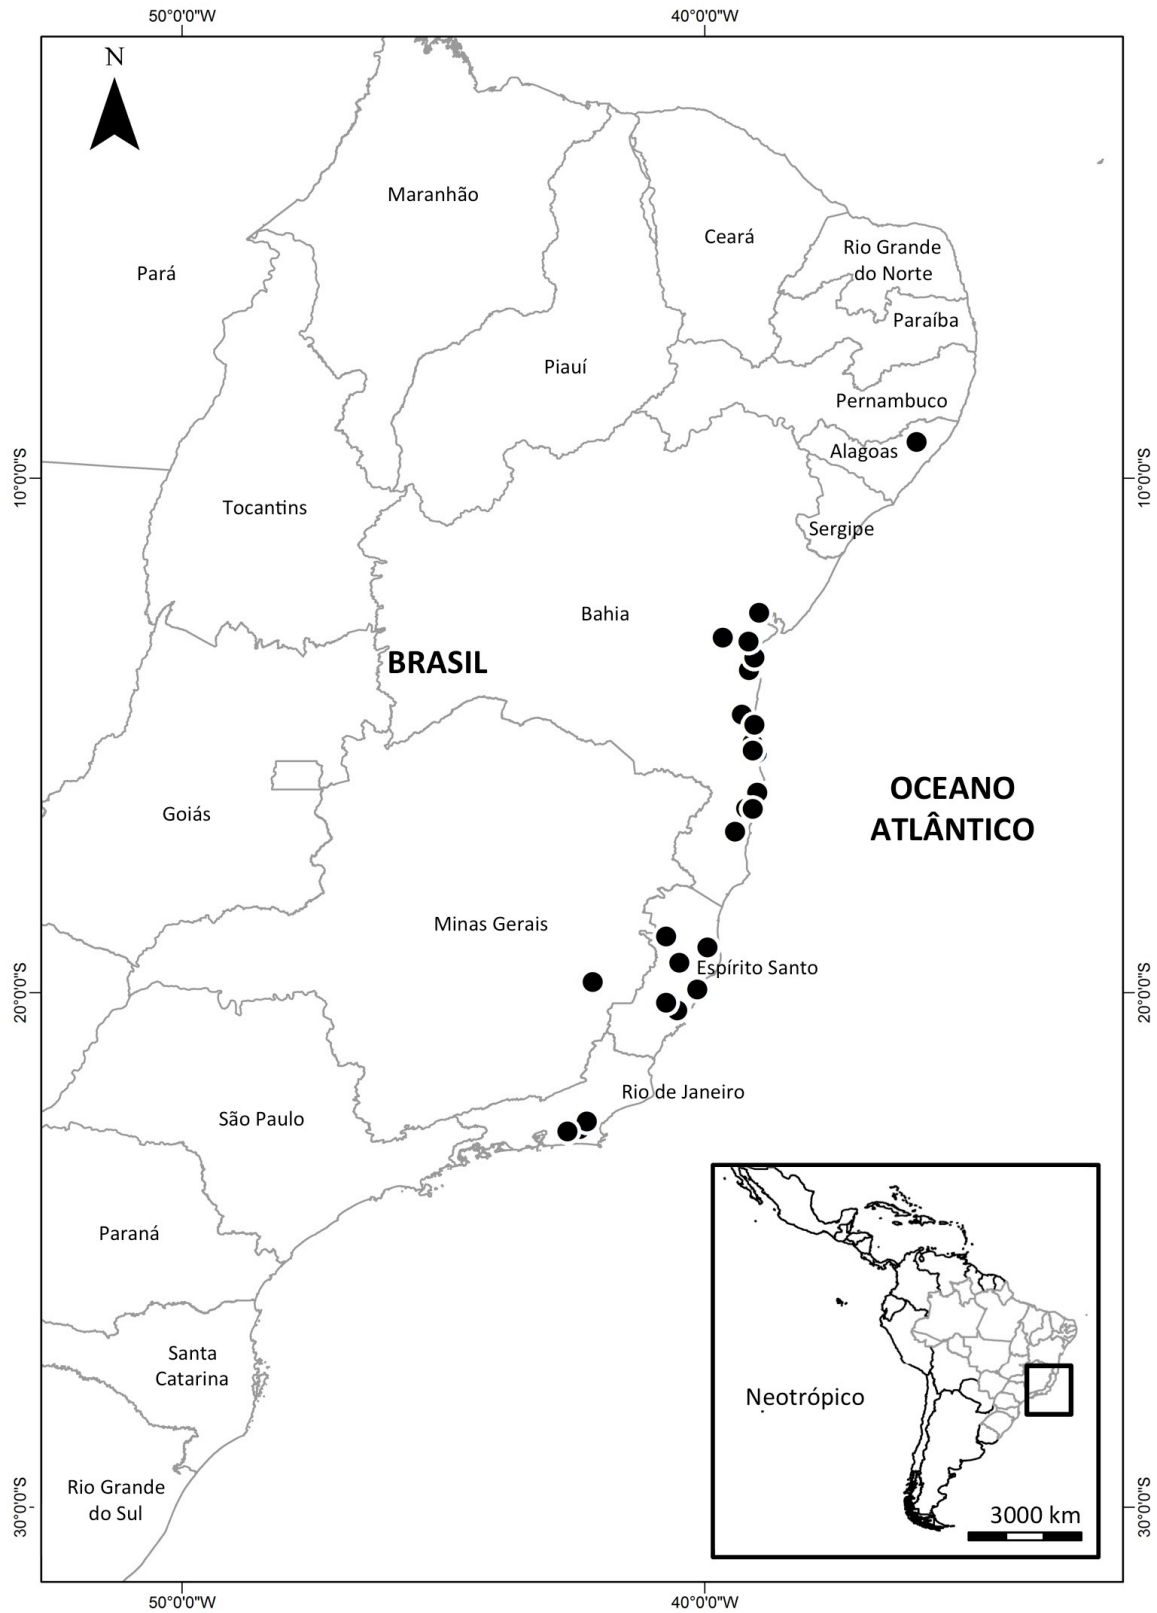 50°0'0"W
40°0'0"W
N
Maranhão
Ceará
Rio Grande
do Norte
Pará
Paraíba
Piauí
Pernambuco
Alagoas
10°0'0"S
10°0'0"S
Tocantins
Sergipe
Bahia
BRASIL
OCEANO
ATLÂNTICO
Goiás
Minas Gerais
Espírito Santo
20°0'0"S
20°0'0"S
Rio de Janeiro
São Paulo
Paraná
Santa
Catarina
Neotrópico
Rio Grande
do Sul
30°0'0"S
30°0'0"S
3000 km
50°0'0"W
40°0'0"W